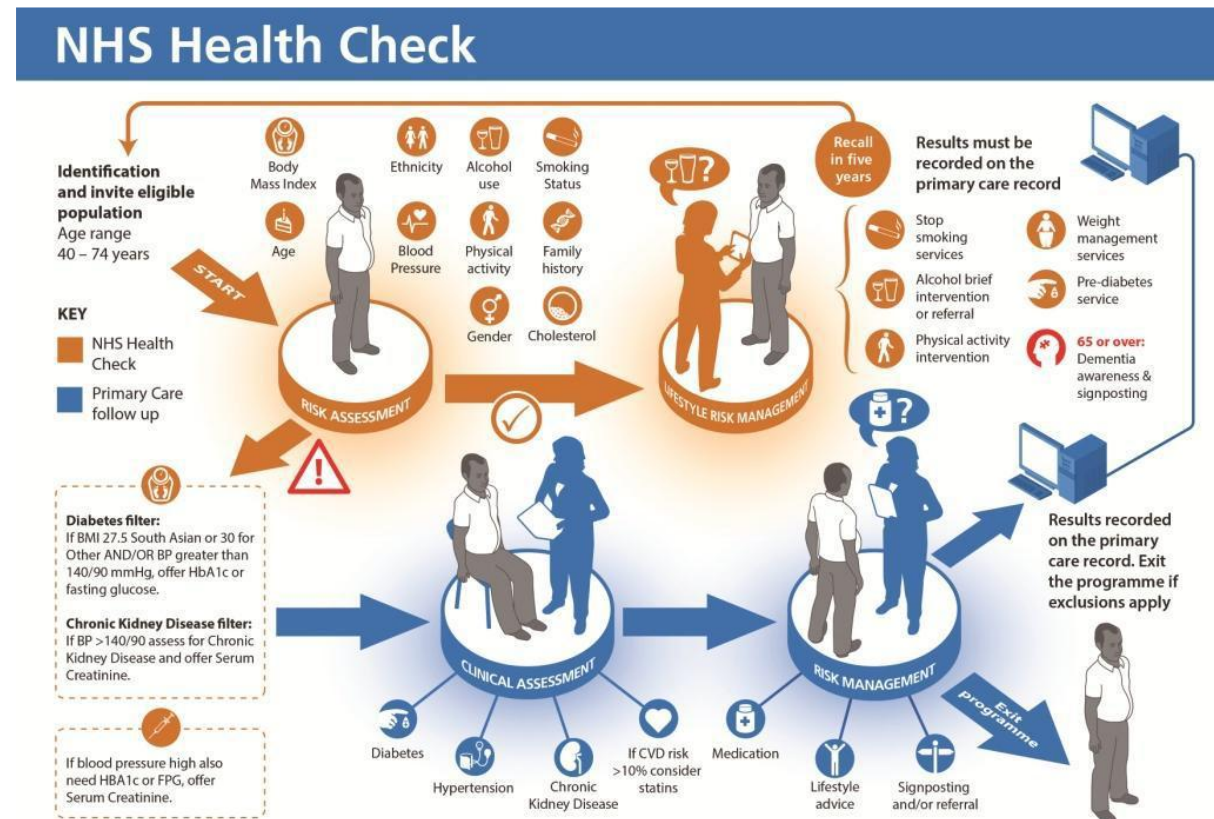 NHS Health Check
Identification
and invite eligible
population
Age range
40 – 74 years
START
KEY
NHS Health
Check
Primary Care
follow up
Body
Mass Index
Ethnicity
Alcohol
use
Smoking
Status
Age
Blood
Pressure
Physical
activity
Family
history
Gender
Cholesterol
RISK ASSESSMENT
?
LIFESTYLE RISK MANAGEMENT
Recall
in five
years
Results must be
recorded on the
primary care record
Stop
smoking
services
Alcohol brief
intervention
or referral
Physical activity
intervention
Weight
management
services
Pre-diabetes
service
65 or over:
Dementia
awareness &
signposting
!
Diabetes filter:
If BMI 27.5 South Asian or 30 for
Other AND/OR BP greater than
140/90 mmHg, offer HbA1c or
fasting glucose.
Chronic Kidney Disease filter:
If BP >140/90 assess for Chronic
Kidney Disease and offer Serum
Creatinine.
If blood pressure high also
need HBA1c or FPG, offer
Serum Creatinine.
CLINICAL ASSESSMENT
Diabetes
Hypertension
Chronic
Kidney Disease
If CVD risk
>10% consider
statins
?
RISK MANAGEMENT
Medication
Lifestyle
advice
Signposting
and/or referral
Results recorded
on the primary
care record. Exit
the programme if
exclusions apply
Exit
programme